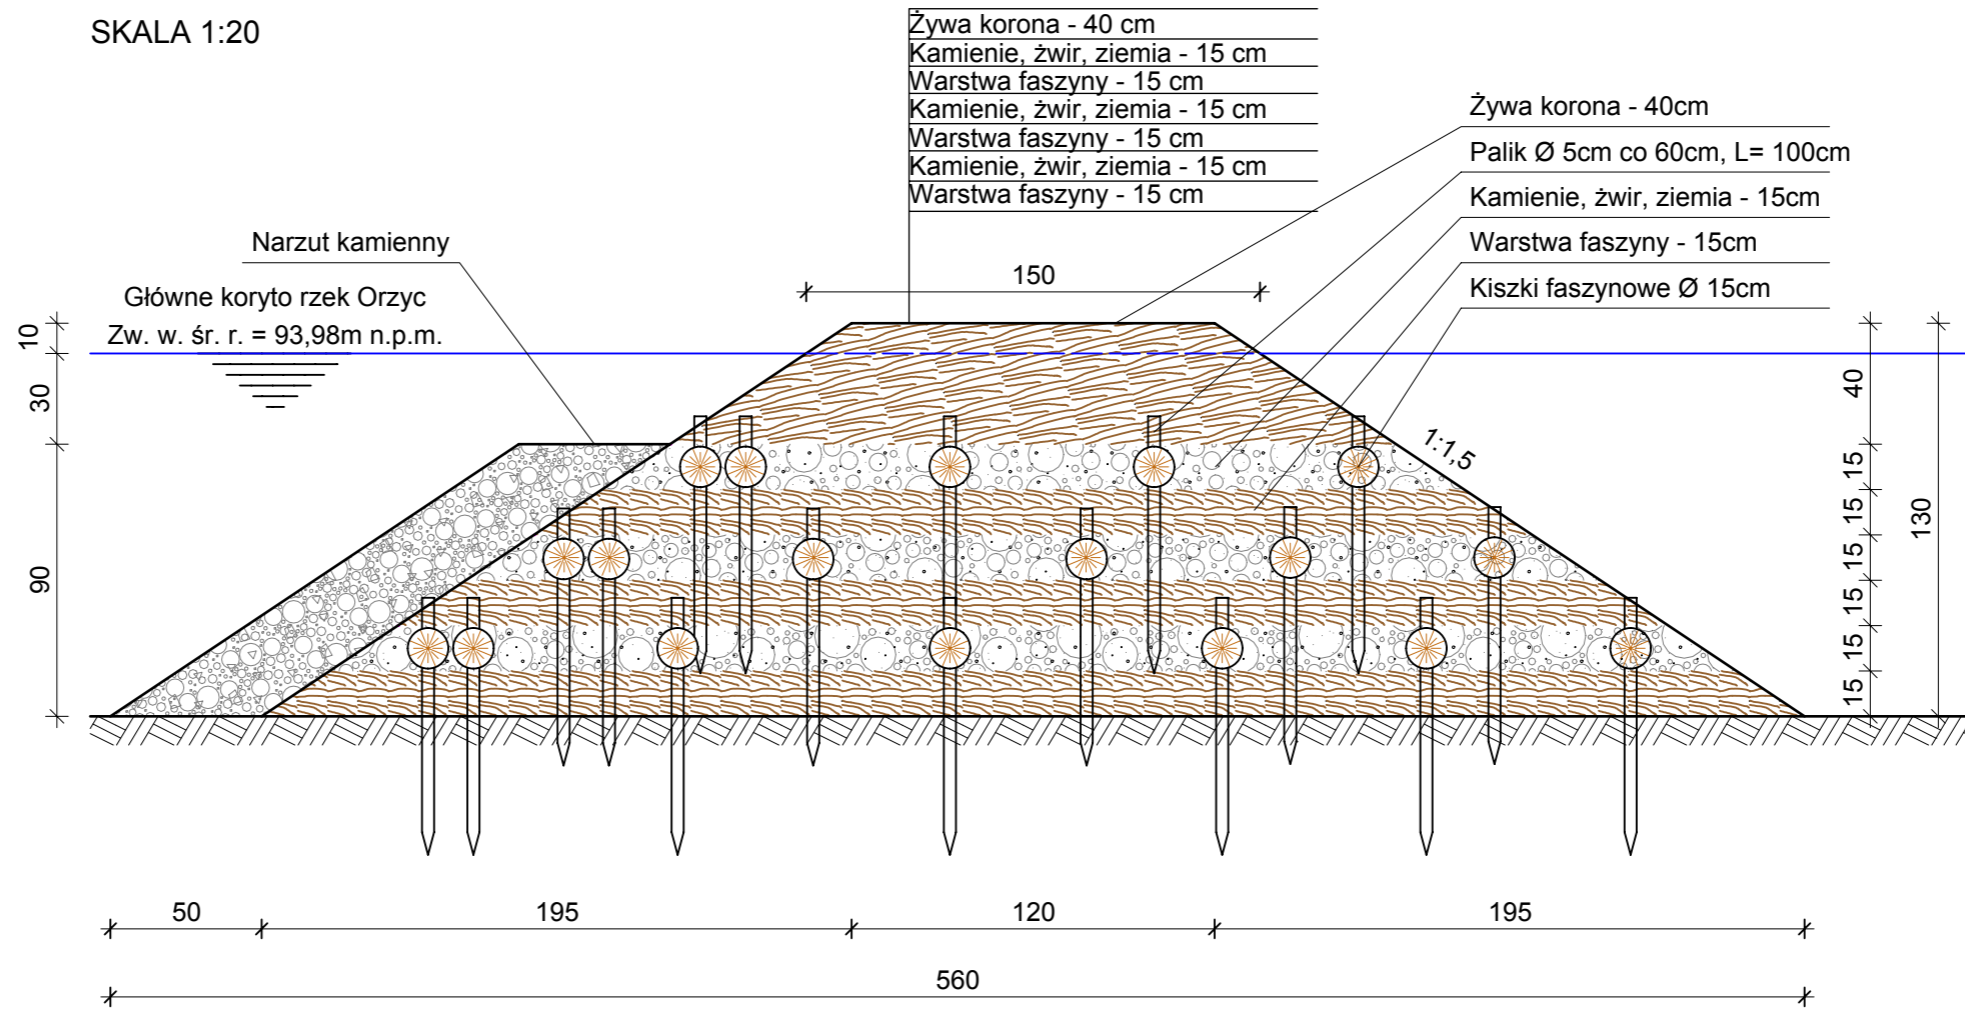 SKALA 1:20
Żywa korona - 40 cm
Kamienie, żwir, ziemia - 15 cm
Warstwa faszyny - 15 cm
Kamienie, żwir, ziemia - 15 cm
Warstwa faszyny - 15 cm
Kamienie, żwir, ziemia - 15 cm
Warstwa faszyny - 15 cm
Żywa korona - 40cm
Palik Ø 5cm co 60cm, L= 100cm
Kamienie, żwir, ziemia - 15cm
Warstwa faszyny - 15cm
Kiszki faszynowe Ø 15cm
Narzut kamienny
Główne koryto rzek Orzyc
Zw. w. śr. r. = 93,98m n.p.m.
150
10
30
90
1:1,5
40
15
15
15
15
15
15
130
50
195
120
195
560